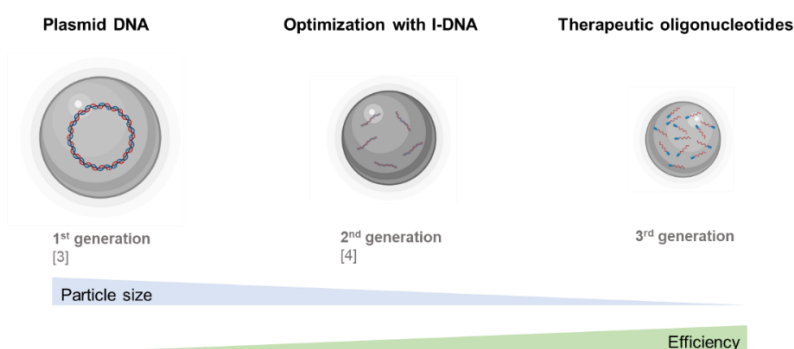 Plasmid DNA
Optimization with I-DNA
Therapeutic oligonucleotides
1st generation
[3]
2nd generation
[4]
3rd generation
Particle size
Efficiency